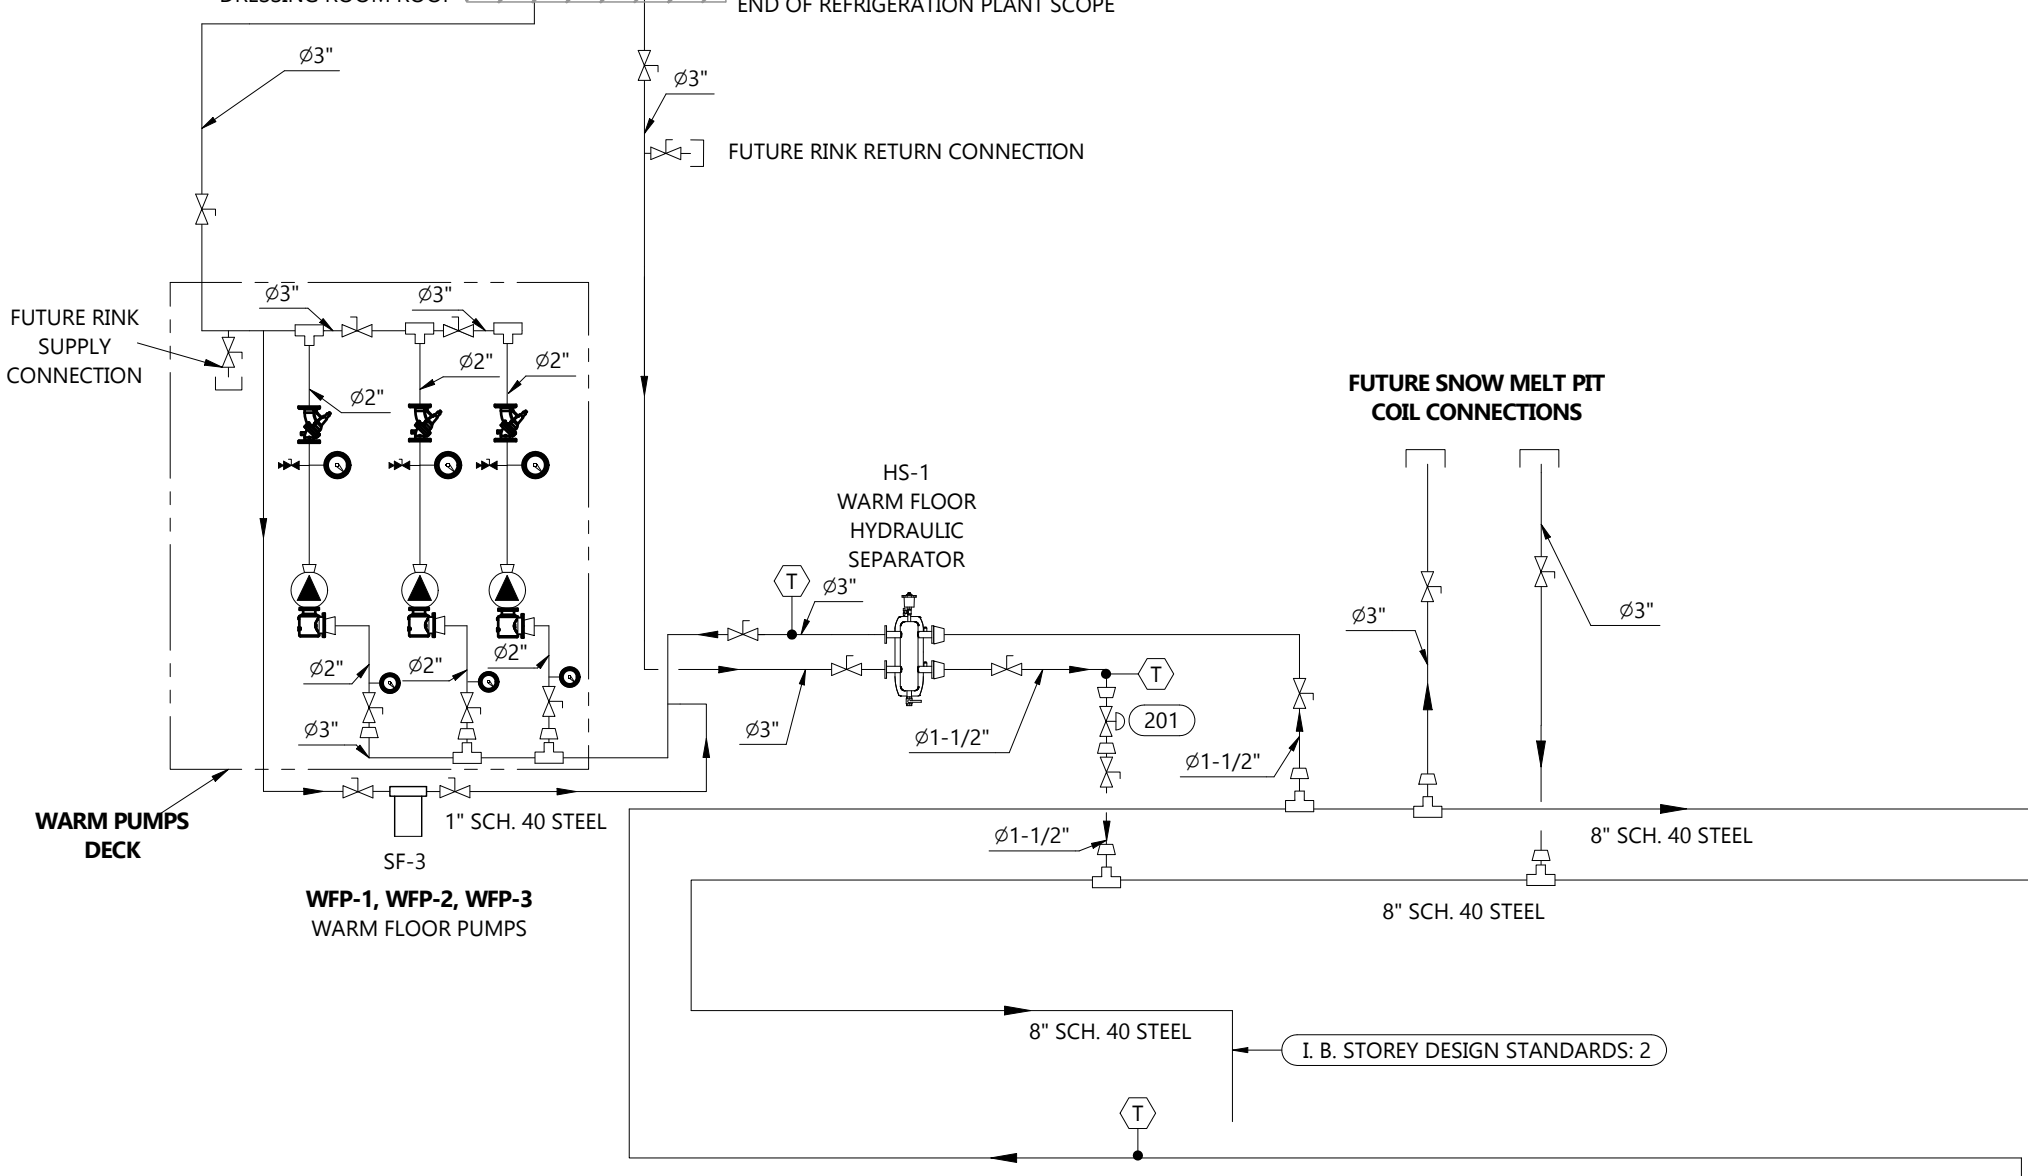 DRESSING ROOM ROOF
END OF REFRIGERATION PLANT SCOPE
Ø3"
Ø3"
FUTURE RINK RETURN CONNECTION
Ø3"
Ø3"
FUTURE RINK
SUPPLY
CONNECTION
Ø2"
Ø2"
Ø2"
FUTURE SNOW MELT PIT
COIL CONNECTIONS
HS-1
WARM FLOOR
HYDRAULIC
SEPARATOR
T
Ø3"
Ø3"
Ø3"
Ø2"
Ø2"
Ø2"
T
Ø3"
Ø3"
Ø1-1/2"
201
Ø1-1/2"
WARM PUMPS
DECK
1" SCH. 40 STEEL
SF-3
Ø1-1/2"
8" SCH. 40 STEEL
WFP-1, WFP-2, WFP-3
WARM FLOOR PUMPS
8" SCH. 40 STEEL
8" SCH. 40 STEEL
I. B. STOREY DESIGN STANDARDS: 2
T